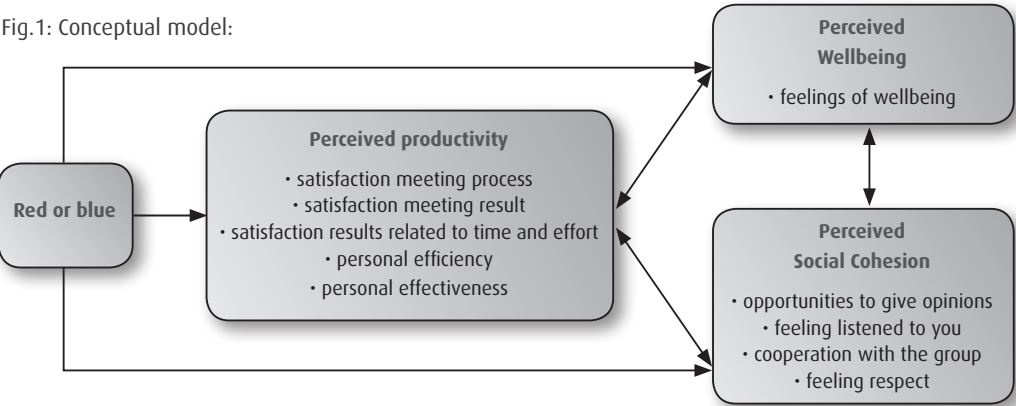 Fig.1: Conceptual model:
Red or blue
Perceived productivity
• satisfaction meeting process
• satisfaction meeting result
• satisfaction results related to time and effort
• personal efficiency
• personal effectiveness
Perceived
Wellbeing
• feelings of wellbeing
Perceived
Social Cohesion
• opportunities to give opinions
• feeling listened to you
• cooperation with the group
• feeling respect